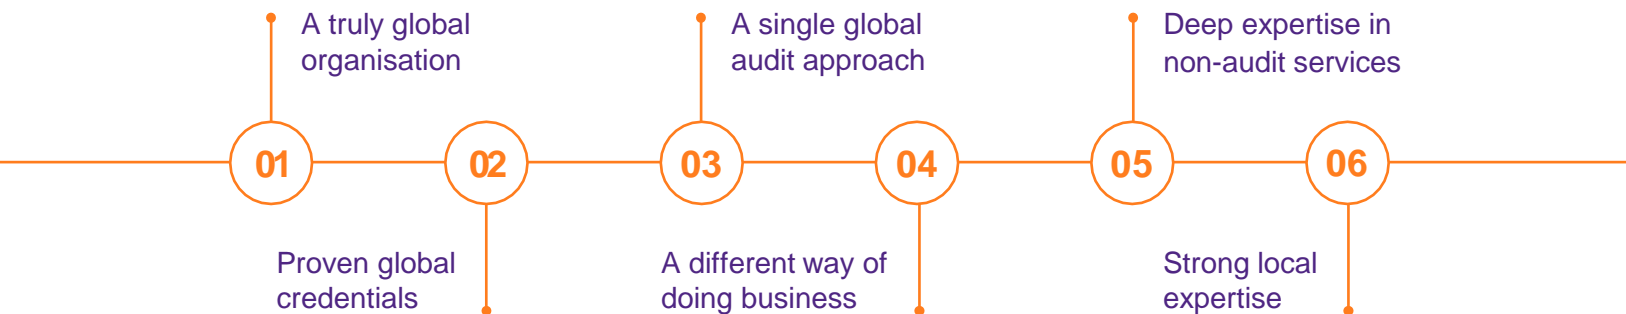 A truly global
organisation
A single global
audit approach
Deep expertise in
non-audit services
01
02
03
04
05
06
Proven global
credentials
A different way of
doing business
Strong local
expertise